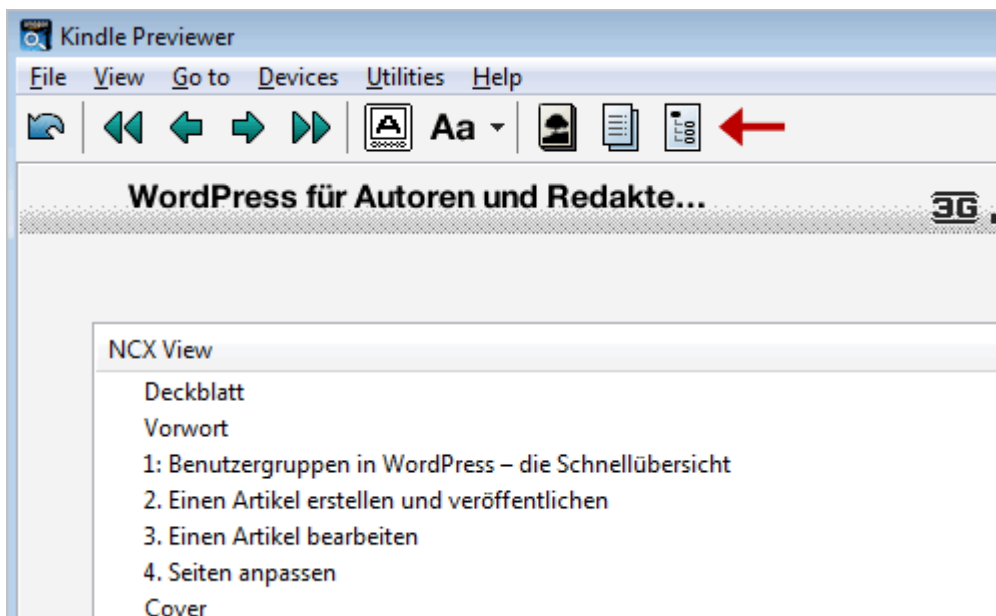 Kindle Previewer
File View Go to Devices Utilities Help
A Aa
WordPress für Autoren und Redakte... 3G
NCX View
Deckblatt
Vorwort
1: Benutzergruppen in WordPress – die Schnellübersicht
2. Einen Artikel erstellen und veröffentlichen
3. Einen Artikel bearbeiten
4. Seiten anpassen
Cover